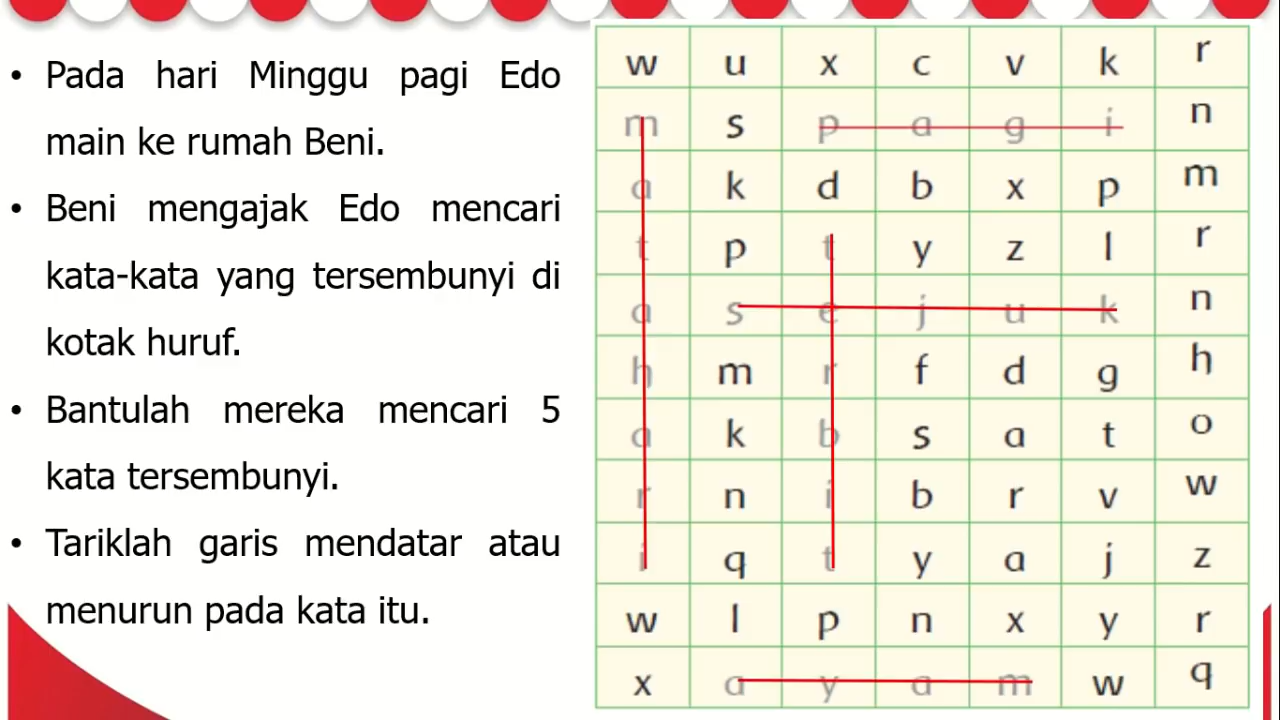 • Pada hari Minggu pagi Edo
main ke rumah Beni.
• Beni mengajak Edo mencari
kata-kata yang tersembunyi di
kotak huruf.
• Bantulah mereka mencari 5
kata tersembunyi.
• Tariklah garis mendatar atau
menurun pada kata itu.
w u x c v k r
m s p a g i n
a k d b x p m
t p t y z l r
a s e j u k n
h m r f d g h
a k b s a t o
r n i b r v w
i q t y a j z
w l p n x y r
x a y a m w q